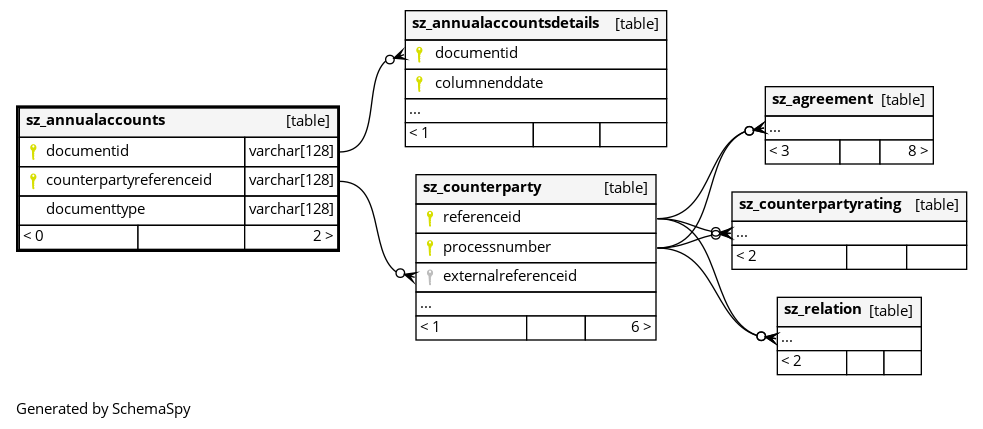 sz_annualaccountsdetails [table]
documentid
columnenddate
...
< 1
sz_annualaccounts [table]
documentid varchar[128]
counterpartyreferenceid varchar[128]
documenttype varchar[128]
< 0 2 >
sz_counterparty [table]
referenceid
processnumber
externalreferenceid
...
< 1 6 >
sz_agreement [table]
...
< 3 8 >
sz_counterpartyrating [table]
...
< 2
sz_relation [table]
...
< 2
Generated by SchemaSpy